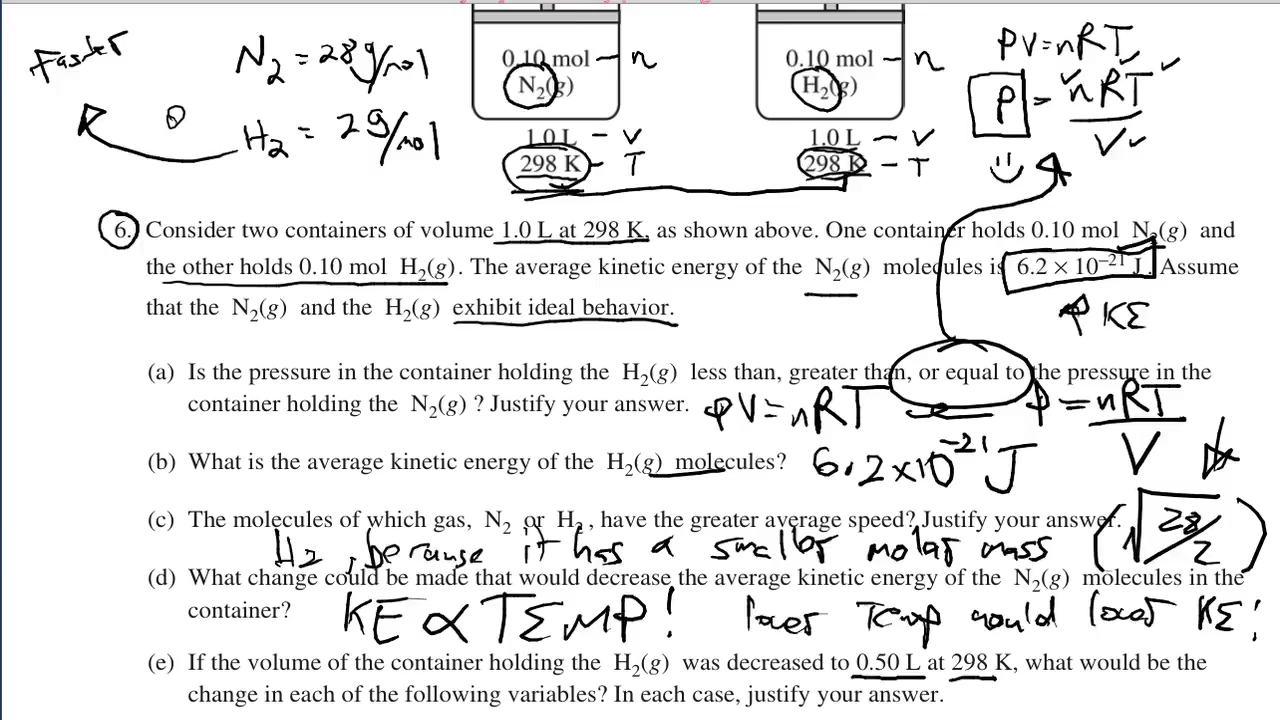 Faster
N2 = 28g/mol
H2 = 2g/mol
0.10 mol – n
N2(g)
1.0 L – V
298 K – T
0.10 mol – n
H2(g)
1.0 L – V
298 K – T
PV=nRT
P = nRT/V
6. Consider two containers of volume 1.0 L at 298 K, as shown above. One container holds 0.10 mol N2(g) and
the other holds 0.10 mol H2(g). The average kinetic energy of the N2(g) molecules is 6.2 × 10^–21 J. Assume
that the N2(g) and the H2(g) exhibit ideal behavior.
KE
(a) Is the pressure in the container holding the H2(g) less than, greater than, or equal to the pressure in the
container holding the N2(g) ? Justify your answer. PV=nRT P=nRT/V
(b) What is the average kinetic energy of the H2(g) molecules? 6.2×10^-21 J
(c) The molecules of which gas, N2 or H2, have the greater average speed? Justify your answer.
H2, because it has a smaller molar mass (√28/2)
(d) What change could be made that would decrease the average kinetic energy of the N2(g) molecules in the
container? KE ∝ TEMP! lower Temp would lower KE!
(e) If the volume of the container holding the H2(g) was decreased to 0.50 L at 298 K, what would be the
change in each of the following variables? In each case, justify your answer.